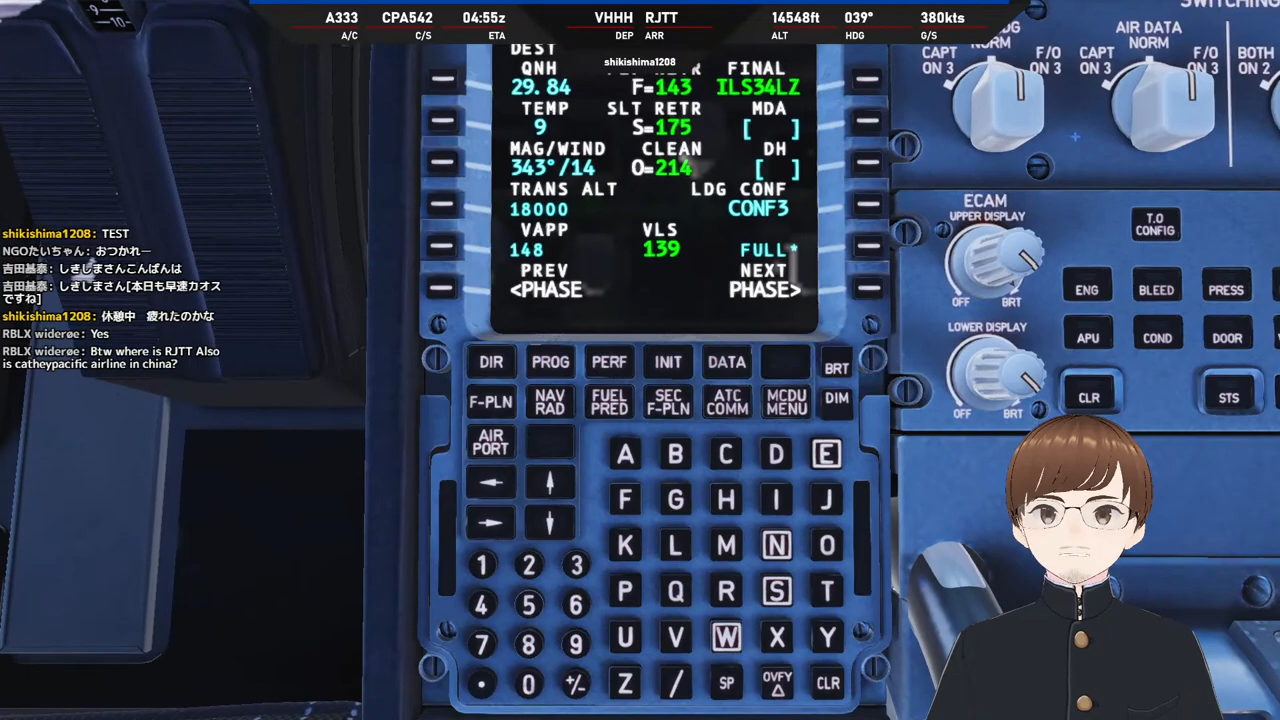 A333 CPA542 04:55z VHHH RJTT 14548ft 039° 380kts
A/C C/S ETA DEP ARR ALT HDG G/S
shikishima1208: TEST
NGOたいちゃん: おつかれー
吉田基泰: しきしまさんこんばんは
吉田基泰: しきしまさん[本日も早速カオス
ですね]
shikishima1208: 休憩中 疲れたのかな
RBLX widerøe: Yes
RBLX widerøe: Btw where is RJTT Also
is catheypacific airline in china?
9
10
DEST
shikishima1208
QNH FINAL
29.84 F=143 ILS34LZ
TEMP SLT RETR MDA
9 S=175 [ ]
MAG/WIND CLEAN DH
343°/14 O=214 [ ]
TRANS ALT LDG CONF
18000 CONF3
VAPP VLS
148 139 FULL*
PREV NEXT
<PHASE PHASE>
DIR PROG PERF INIT DATA BRT
F-PLN NAV RAD FUEL PRED SEC F-PLN ATC COMM MCDU MENU DIM
AIR PORT
← ↑
→ ↓
A B C D E
F G H I J
K L M N O
P Q R S T
U V W X Y
Z / SP OVFY △ CLR
1 2 3
4 5 6
7 8 9
• 0 +/-
SWITCHING
NORM
AIR DATA
NORM
CAPT ON 3 F/O ON 3 CAPT ON 3 F/O ON 3 BOTH ON 2
ECAM
UPPER DISPLAY
OFF BRT
T.O CONFIG
ENG BLEED PRESS
LOWER DISPLAY
OFF BRT
APU COND DOOR
CLR STS